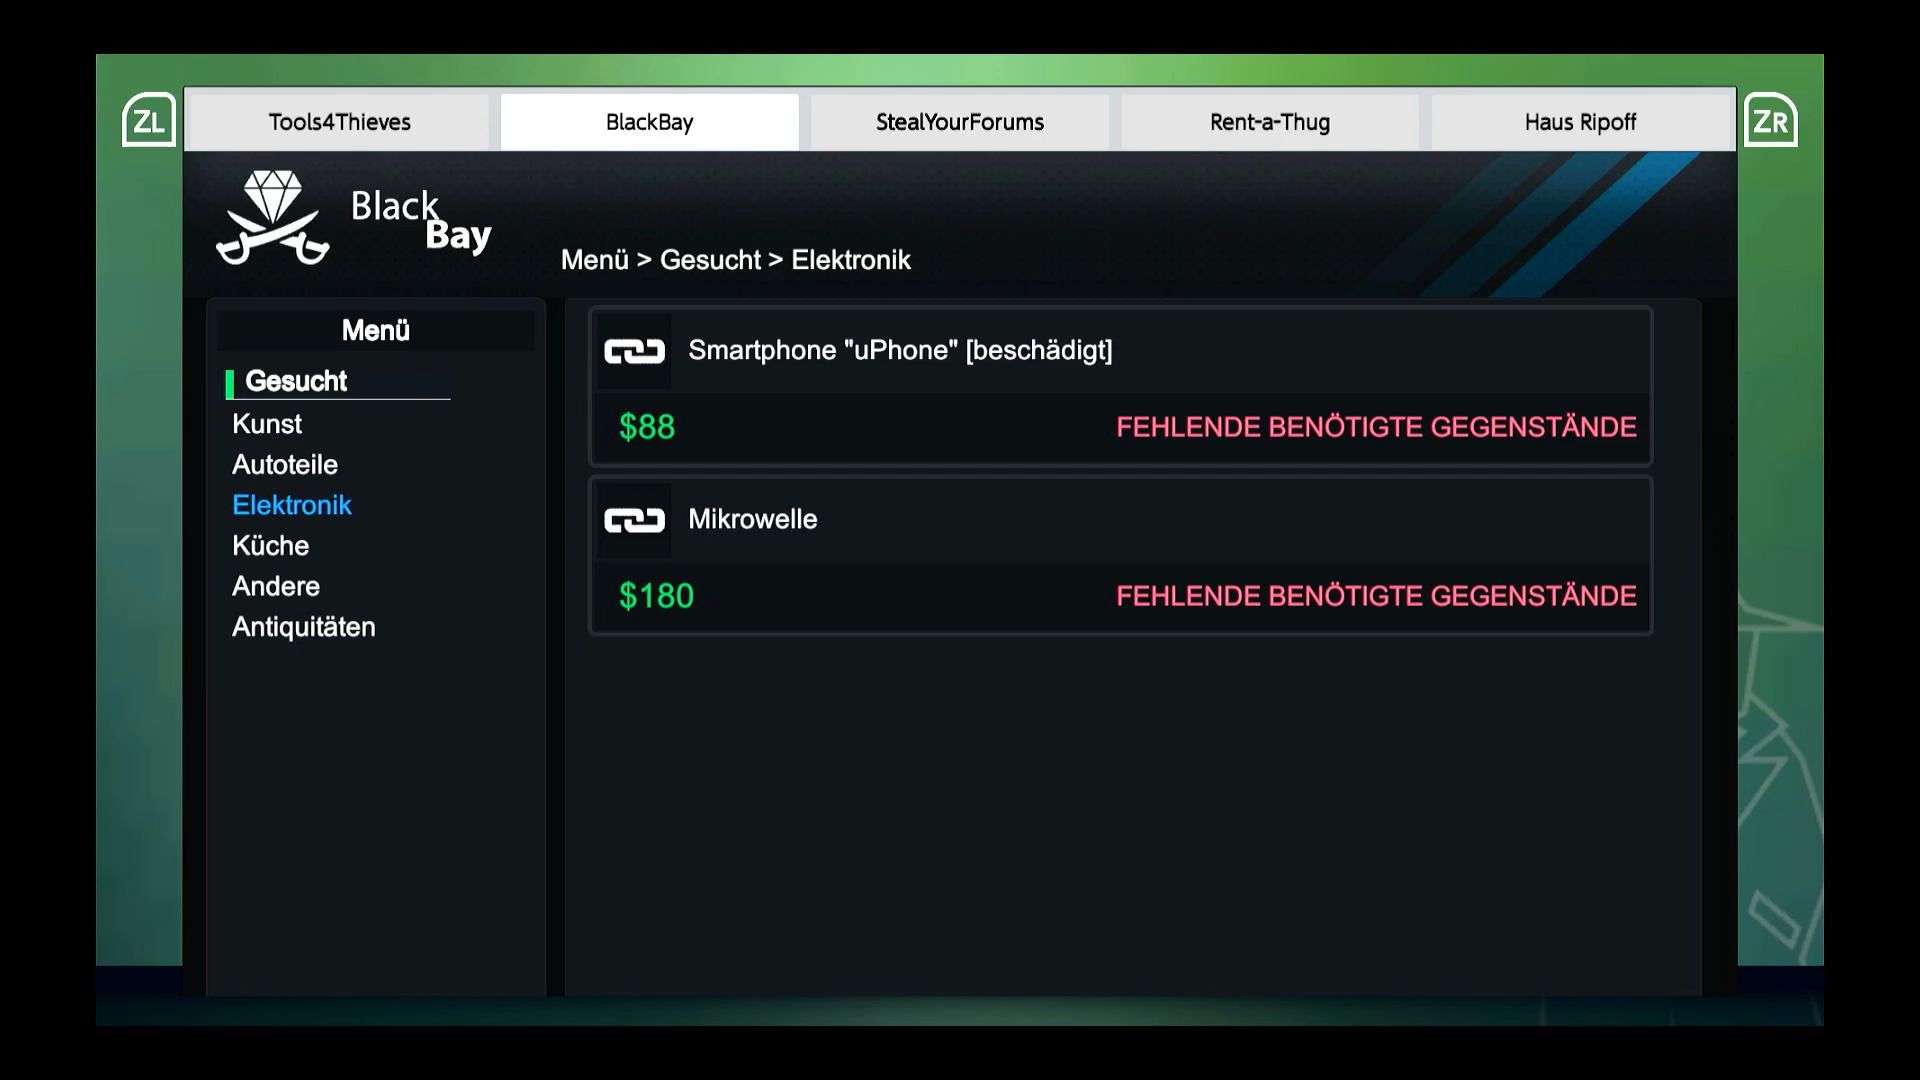 ZL
Tools4Thieves
BlackBay
StealYourForums
Rent-a-Thug
Haus Ripoff
ZR
Black
Bay
Menü > Gesucht > Elektronik
Menü
Gesucht
Kunst
Autoteile
Elektronik
Küche
Andere
Antiquitäten
Smartphone "uPhone" [beschädigt]
$88 FEHLENDE BENÖTIGTE GEGENSTÄNDE
Mikrowelle
$180 FEHLENDE BENÖTIGTE GEGENSTÄNDE